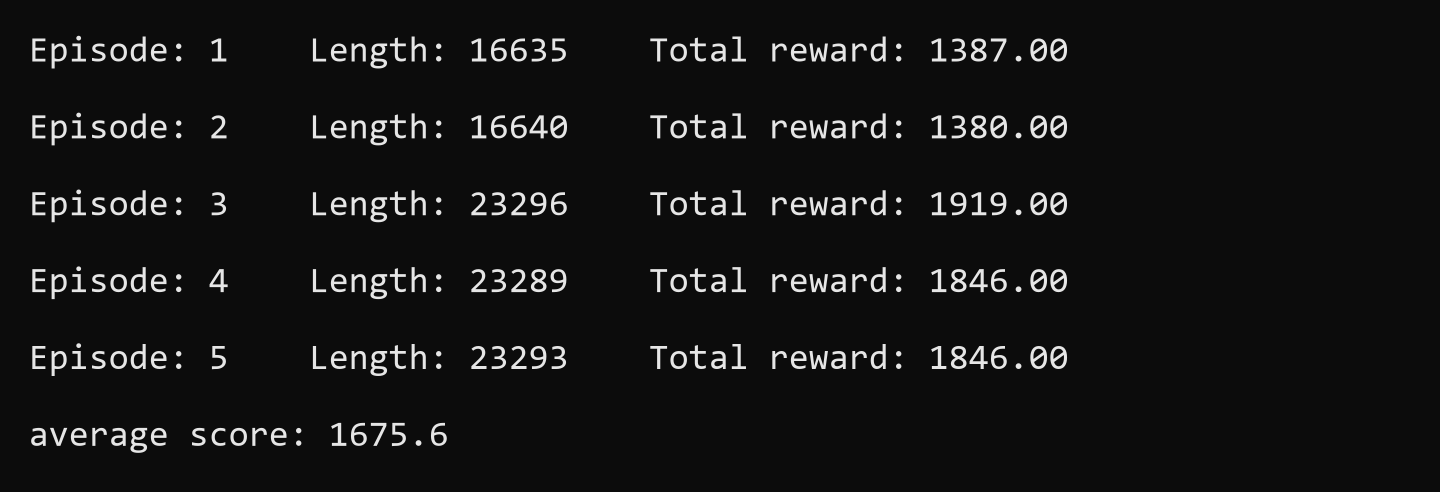 Episode: 1    Length: 16635    Total reward: 1387.00
Episode: 2    Length: 16640    Total reward: 1380.00
Episode: 3    Length: 23296    Total reward: 1919.00
Episode: 4    Length: 23289    Total reward: 1846.00
Episode: 5    Length: 23293    Total reward: 1846.00
average score: 1675.6